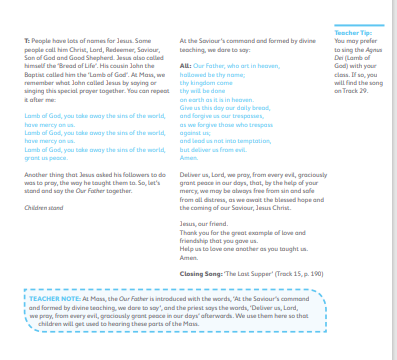 T: People have lots of names for Jesus. Some
people call him Christ, Lord, Redeemer, Saviour,
Son of God and Good Shepherd. Jesus also called
himself the 'Bread of Life'. His cousin John the
Baptist called him the 'Lamb of God'. At Mass, we
remember what John called Jesus by saying or
singing this special prayer together. You can repeat
it after me:
Lamb of God, you take away the sins of the world,
have mercy on us.
Lamb of God, you take away the sins of the world,
have mercy on us.
Lamb of God, you take away the sins of the world,
grant us peace.
Another thing that Jesus asked his followers to do
was to pray, the way he taught them to. So, let's
stand and say the Our Father together.
Children stand
At the Saviour's command and formed by divine
teaching, we dare to say:
All: Our Father, who art in heaven,
hallowed be thy name;
thy kingdom come
thy will be done
on earth as it is in heaven.
Give us this day our daily bread,
and forgive us our trespasses,
as we forgive those who trespass
against us;
and lead us not into temptation,
but deliver us from evil.
Amen.
Deliver us, Lord, we pray, from every evil, graciously
grant peace in our days, that, by the help of your
mercy, we may be always free from sin and safe
from all distress, as we await the blessed hope and
the coming of our Saviour, Jesus Christ.
Jesus, our friend.
Thank you for the great example of love and
friendship that you gave us.
Help us to love one another as you taught us.
Amen.
Closing Song: 'The Last Supper' (Track 15, p. 190)
Teacher Tip:
You may prefer
to sing the Agnus
Dei (Lamb of
God) with your
class. If so, you
will find the song
on Track 29.
TEACHER NOTE: At Mass, the Our Father is introduced with the words, 'At the Saviour's command
and formed by divine teaching, we dare to say', and the priest says the words, 'Deliver us, Lord,
we pray, from every evil, graciously grant peace in our days' afterwards. We use them here so that
children will get used to hearing these parts of the Mass.